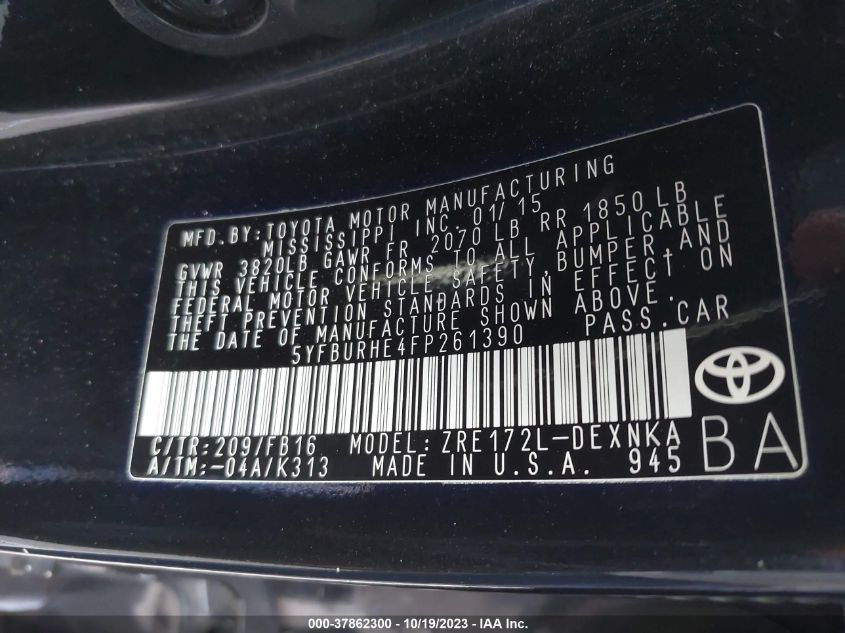 MFD.BY:TOYOTA MOTOR MANUFACTURING
MISSISSIPPI INC. 01/15
GVWR 3820LB GAWR FR 2070 LB RR 1850 LB
THIS VEHICLE CONFORMS TO ALL APPLICABLE
FEDERAL MOTOR VEHICLE SAFETY,BUMPER,AND
THEFT PREVENTION STANDARDS IN EFFECT ON
THE DATE OF MANUFACTURE SHOWN ABOVE.
5YFBURHE4FP261390 PASS.CAR
C/TR:209/FB16 MODEL:ZRE172L-DEXNKA
A/TM:-04A/K313 MADE IN U.S.A. 945
BA
000-37862300 - 10/19/2023 - IAA Inc.